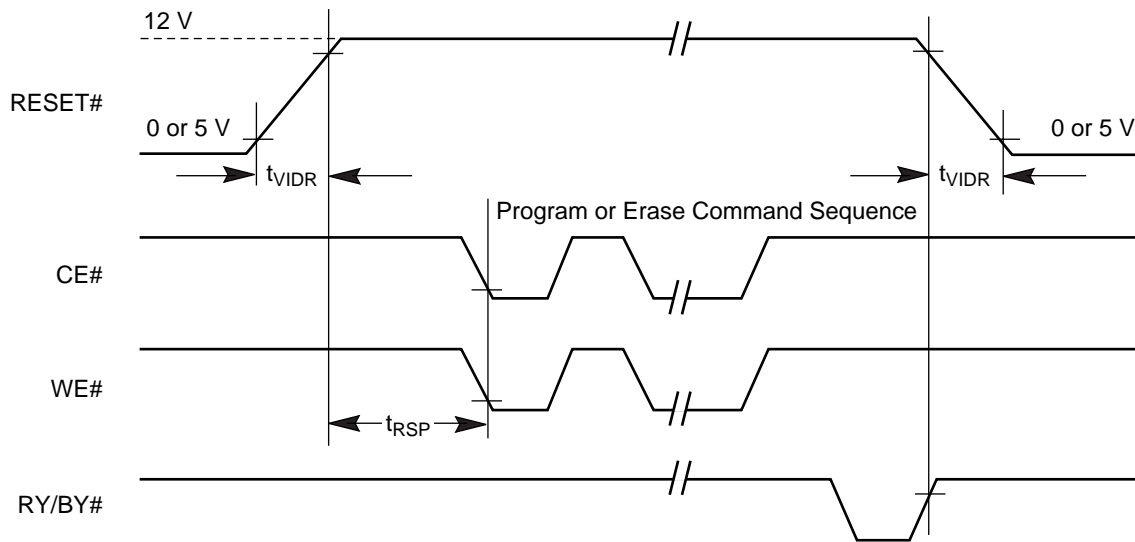 12 V
RESET#
0 or 5 V
0 or 5 V
tVIDR
tVIDR
Program or Erase Command Sequence
CE#
WE#
tRSP
RY/BY#